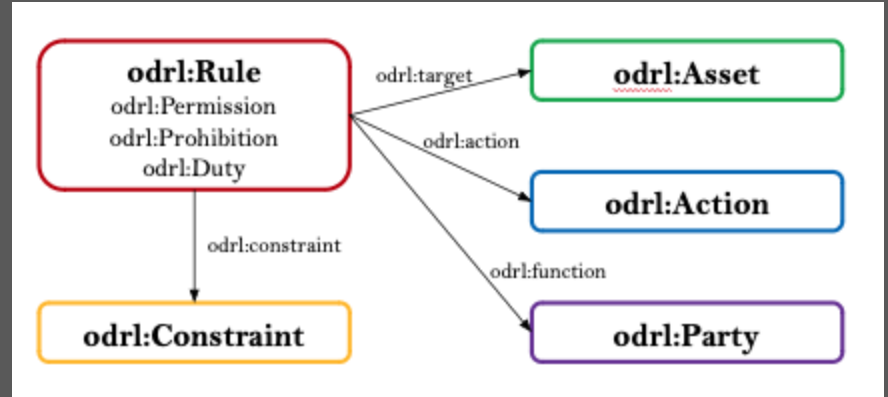 odrl:Rule
odrl:Permission
odrl:Prohibition
odrl:Duty
odrl:target
odrl:Asset
odrl:action
odrl:Action
odrl:constraint
odrl:function
odrl:Constraint
odrl:Party